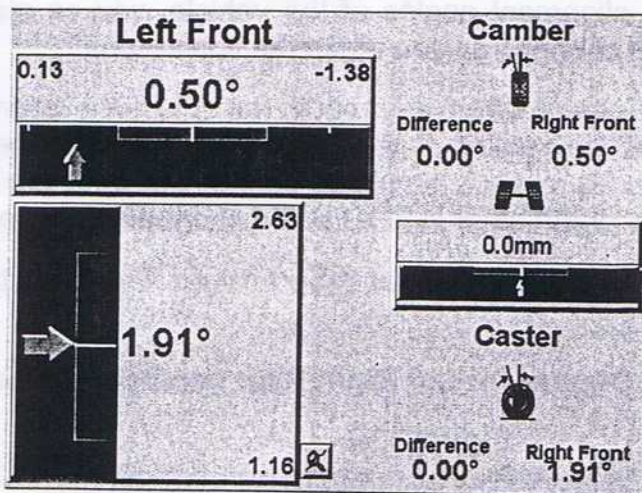 Left Front
0.13
-1.38
0.50°
2.63
1.91°
1.16
Camber
Difference
Right Front
0.00°
0.50°
0.0mm
Caster
Difference
Right Front
0.00°
1.91°